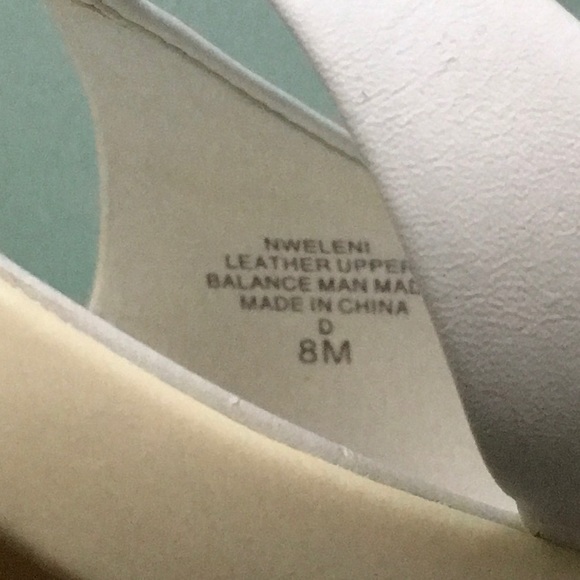 NWELENI
LEATHER UPPER
BALANCE MAN MAD
MADE IN CHINA
D
8M